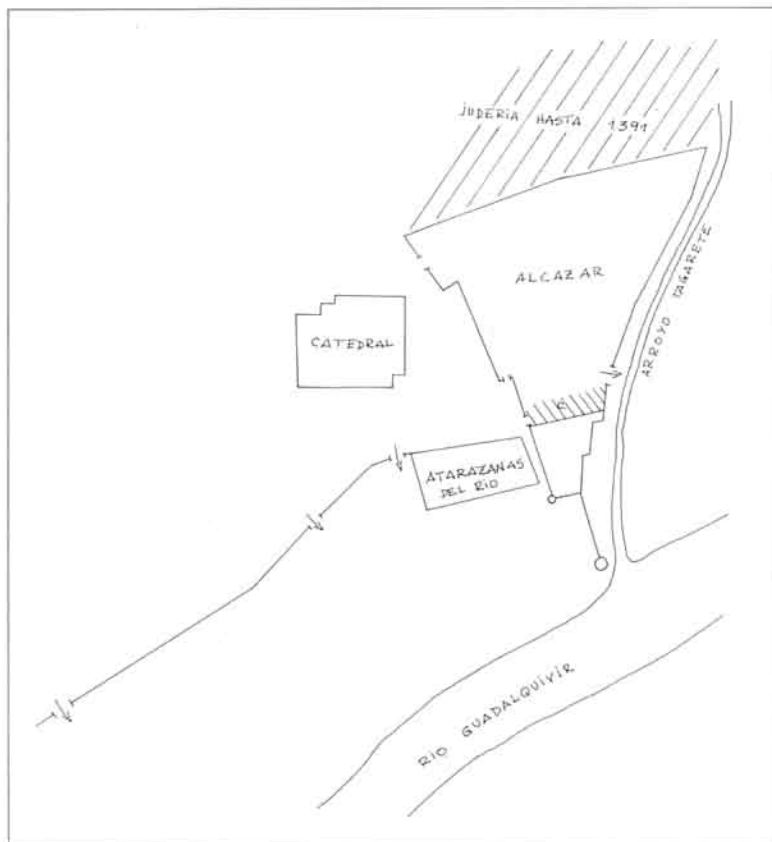 JUDERIA HASTA 1391
ALCAZAR
ARROYO TAGARETE
CATEDRAL
ATARAZANAS
DEL RIO
RIO GUADALQUIVIR